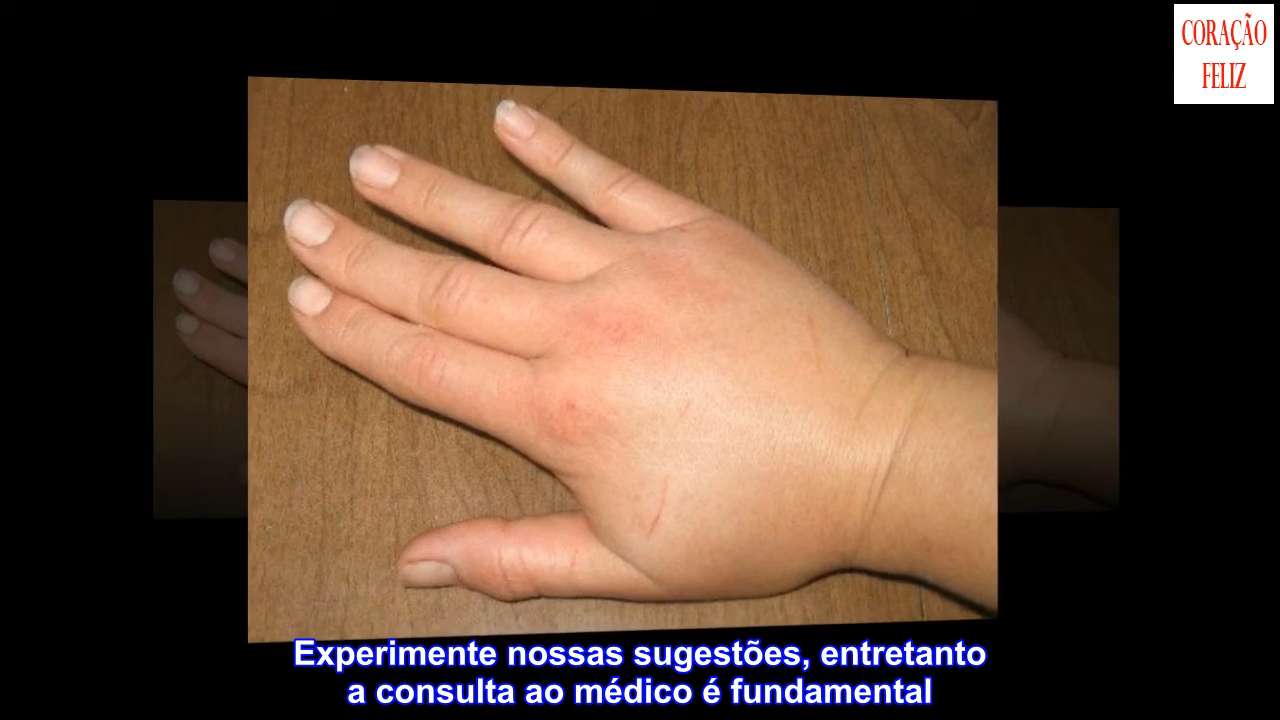 CORAÇÃO
FELIZ
Experimente nossas sugestões, entretanto
a consulta ao médico é fundamental